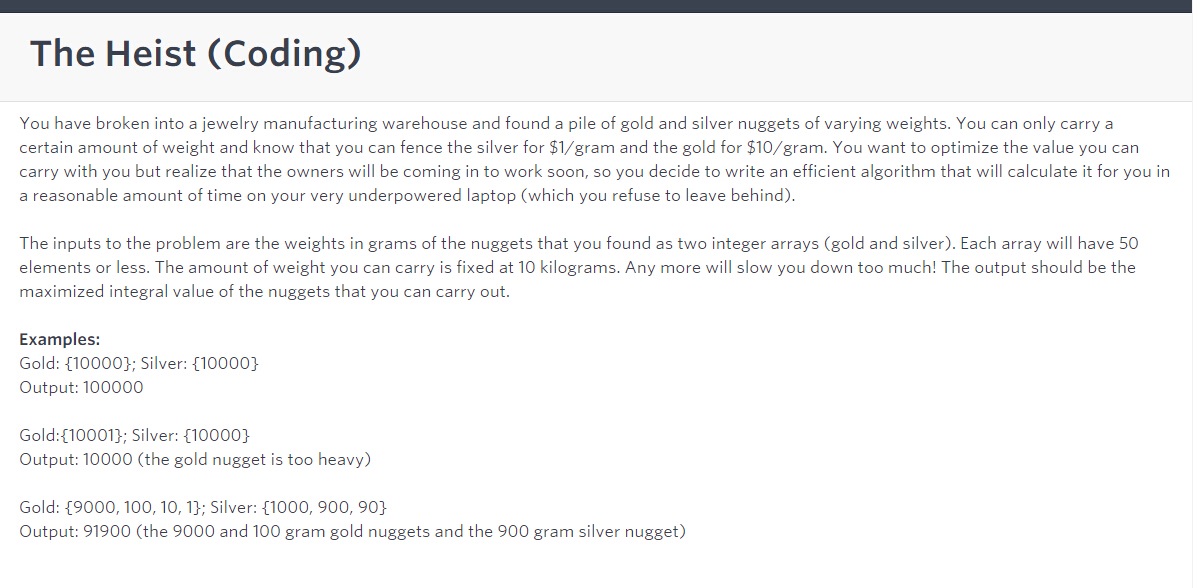 The Heist (Coding)
You have broken into a jewelry manufacturing warehouse and found a pile of gold and silver nuggets of varying weights. You can only carry a
certain amount of weight and know that you can fence the silver for $1/gram and the gold for $10/gram. You want to optimize the value you can
carry with you but realize that the owners will be coming in to work soon, so you decide to write an efficient algorithm that will calculate it for you in
a reasonable amount of time on your very underpowered laptop (which you refuse to leave behind).
The inputs to the problem are the weights in grams of the nuggets that you found as two integer arrays (gold and silver). Each array will have 50
elements or less. The amount of weight you can carry is fixed at 10 kilograms. Any more will slow you down too much! The output should be the
maximized integral value of the nuggets that you can carry out.
Examples:
Gold: {10000}; Silver: {10000}
Output: 100000
Gold:{10001}; Silver: {10000}
Output: 10000 (the gold nugget is too heavy)
Gold: {9000, 100, 10, 1}; Silver: {1000, 900, 90}
Output: 91900 (the 9000 and 100 gram gold nuggets and the 900 gram silver nugget)